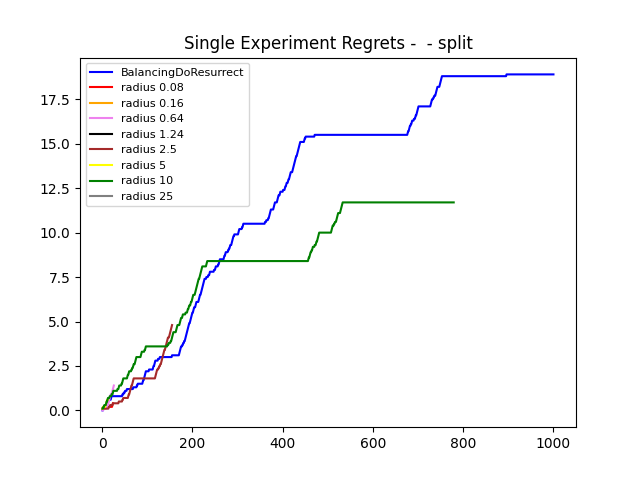 Single Experiment Regrets -  - split
BalancingDoResurrect
radius 0.08
radius 0.16
radius 0.64
radius 1.24
radius 2.5
radius 5
radius 10
radius 25
17.5
15.0
12.5
10.0
7.5
5.0
2.5
0.0
0 200 400 600 800 1000